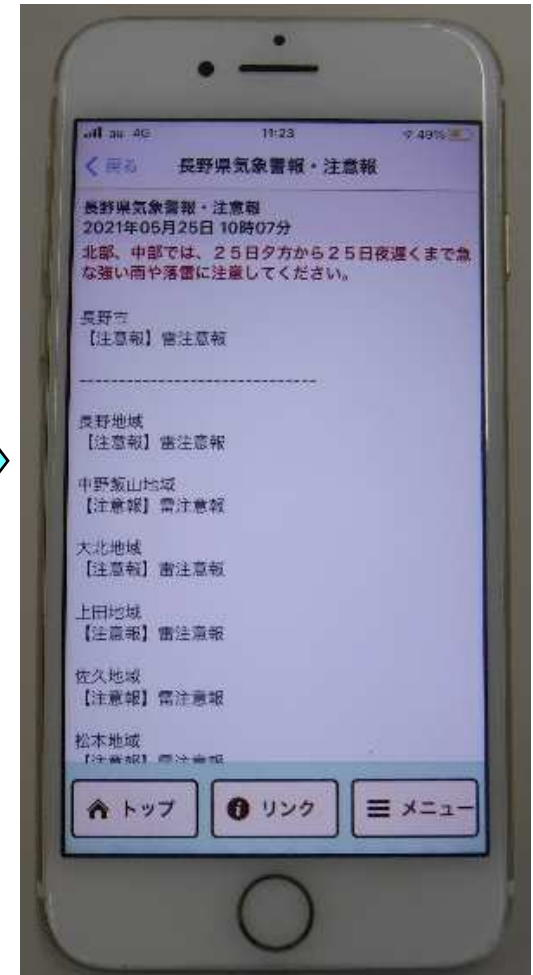 au 4G 11:23 49%
戻る 長野県気象警報・注意報
長野県気象警報・注意報
2021年05月25日 10時07分
北部、中部では、２５日夕方から２５日夜遅くまで急
な強い雨や落雷に注意してください。
長野市
【注意報】雷注意報
------------------------------
長野地域
【注意報】雷注意報
中野飯山地域
【注意報】雷注意報
大北地域
【注意報】雷注意報
上田地域
【注意報】雷注意報
佐久地域
【注意報】雷注意報
松本地域
【注意報】雷注意報
トップ リンク メニュー